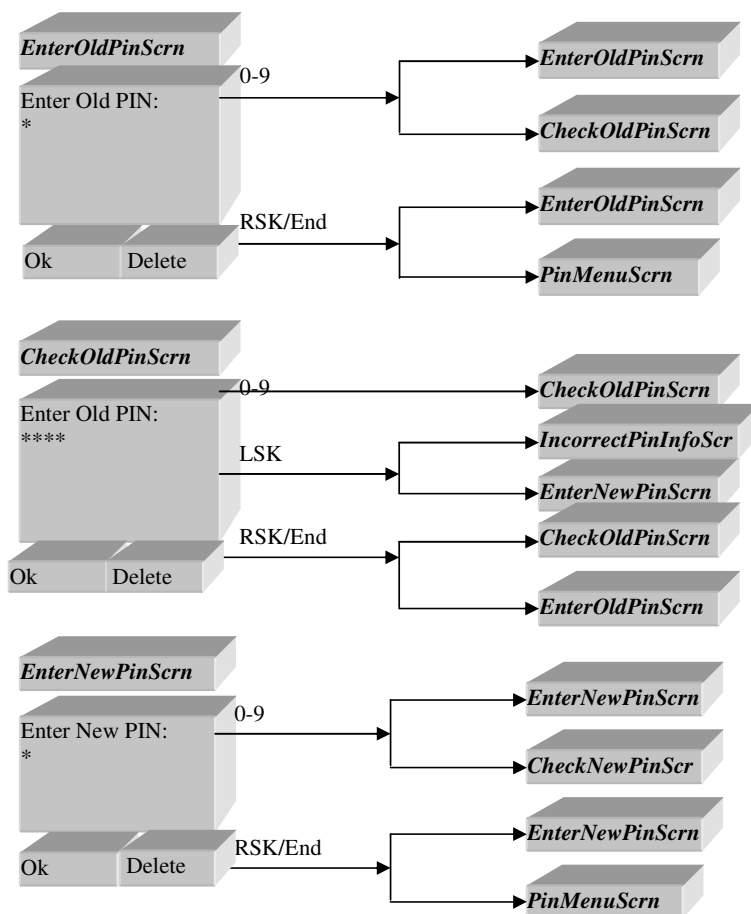 EnterOldPinScrn
Enter Old PIN:
*
Ok
Delete
0-9
EnterOldPinScrn
CheckOldPinScrn
RSK/End
EnterOldPinScrn
PinMenuScrn
CheckOldPinScrn
Enter Old PIN:
****
Ok
Delete
0-9
CheckOldPinScrn
LSK
IncorrectPinInfoScr
EnterNewPinScrn
RSK/End
CheckOldPinScrn
EnterOldPinScrn
EnterNewPinScrn
Enter New PIN:
*
Ok
Delete
0-9
EnterNewPinScrn
CheckNewPinScr
RSK/End
EnterNewPinScrn
PinMenuScrn